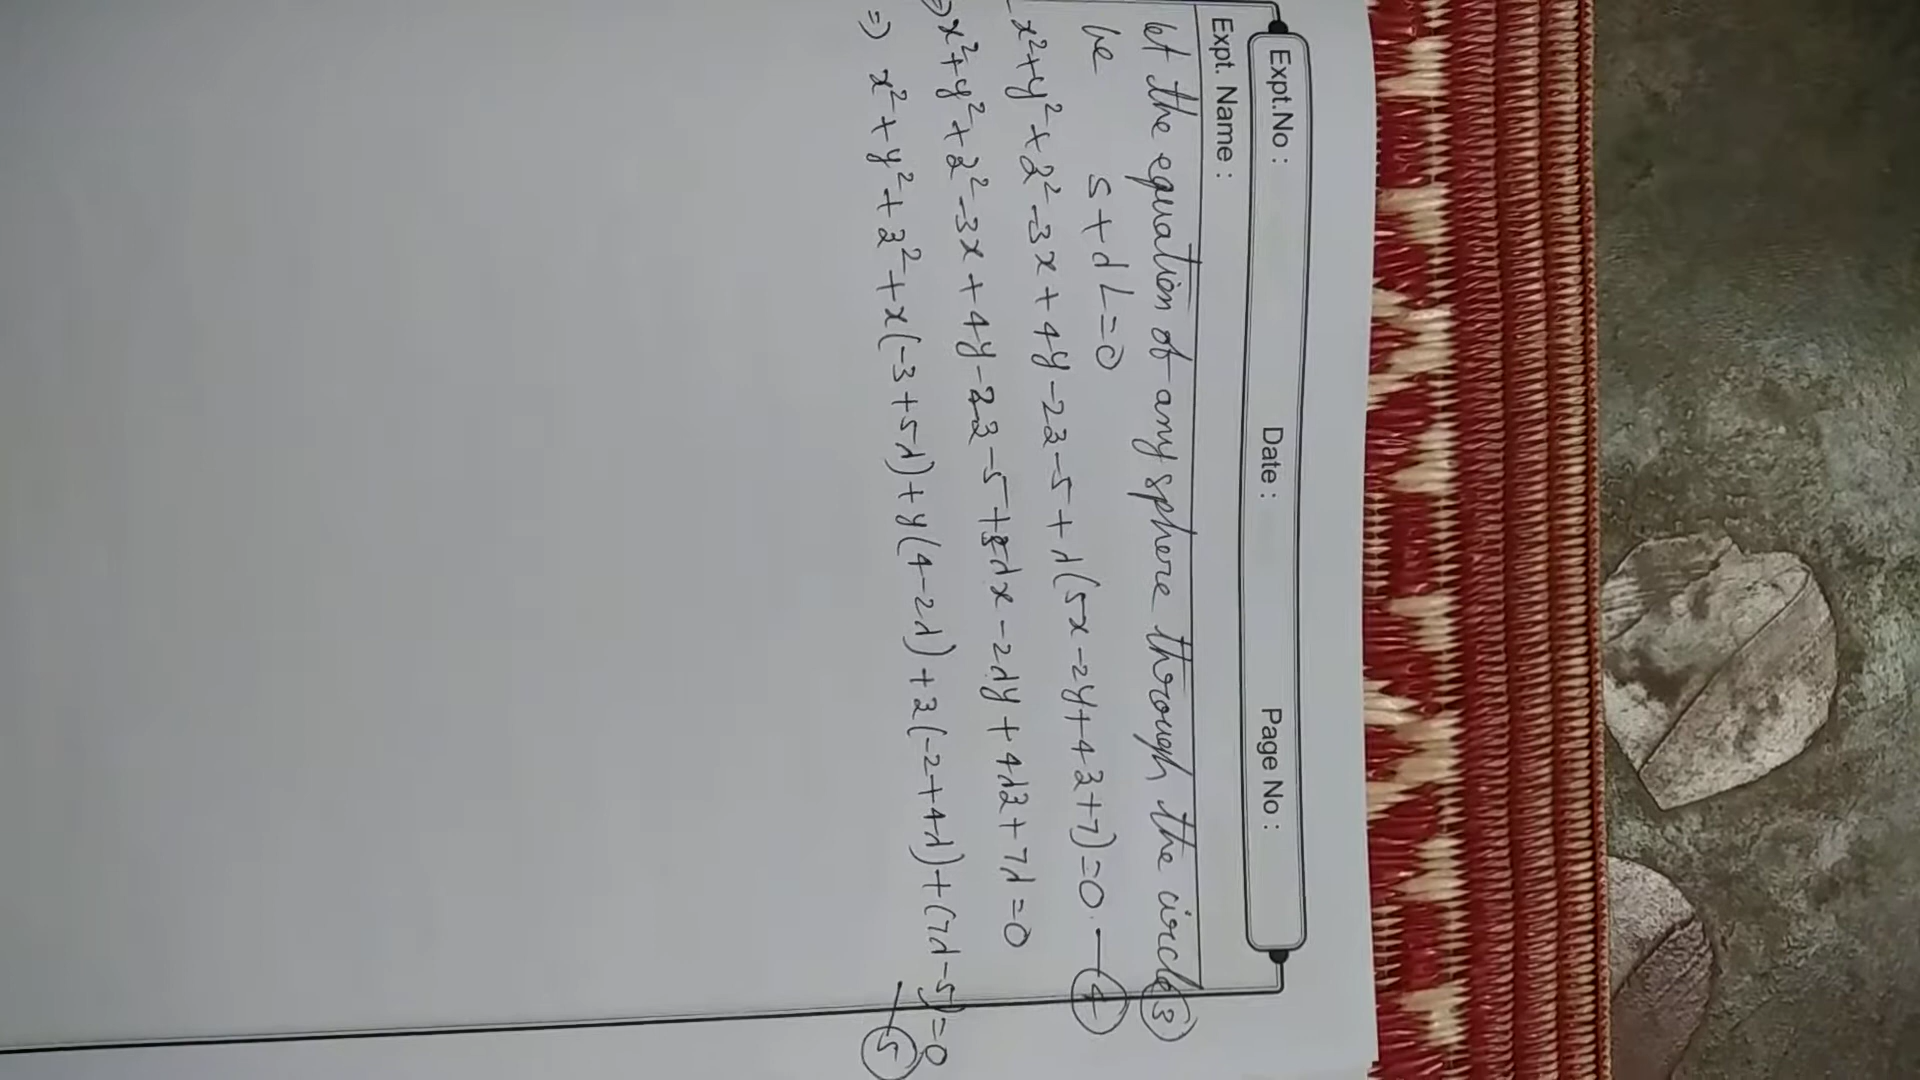 Expt.No : Date : Page No :
Expt. Name :
let the equation of any sphere through the circle ③
be S+λL=0
x²+y²+z²-3x+4y-2z-5+λ(5x-2y+4z+7)=0 — ④
⇒ x²+y²+z²-3x+4y-2z-5+5λx-2λy+4λz+7λ=0
⇒ x²+y²+z²+x(-3+5λ)+y(4-2λ)+z(-2+4λ)+(7λ-5)=0
— ⑤